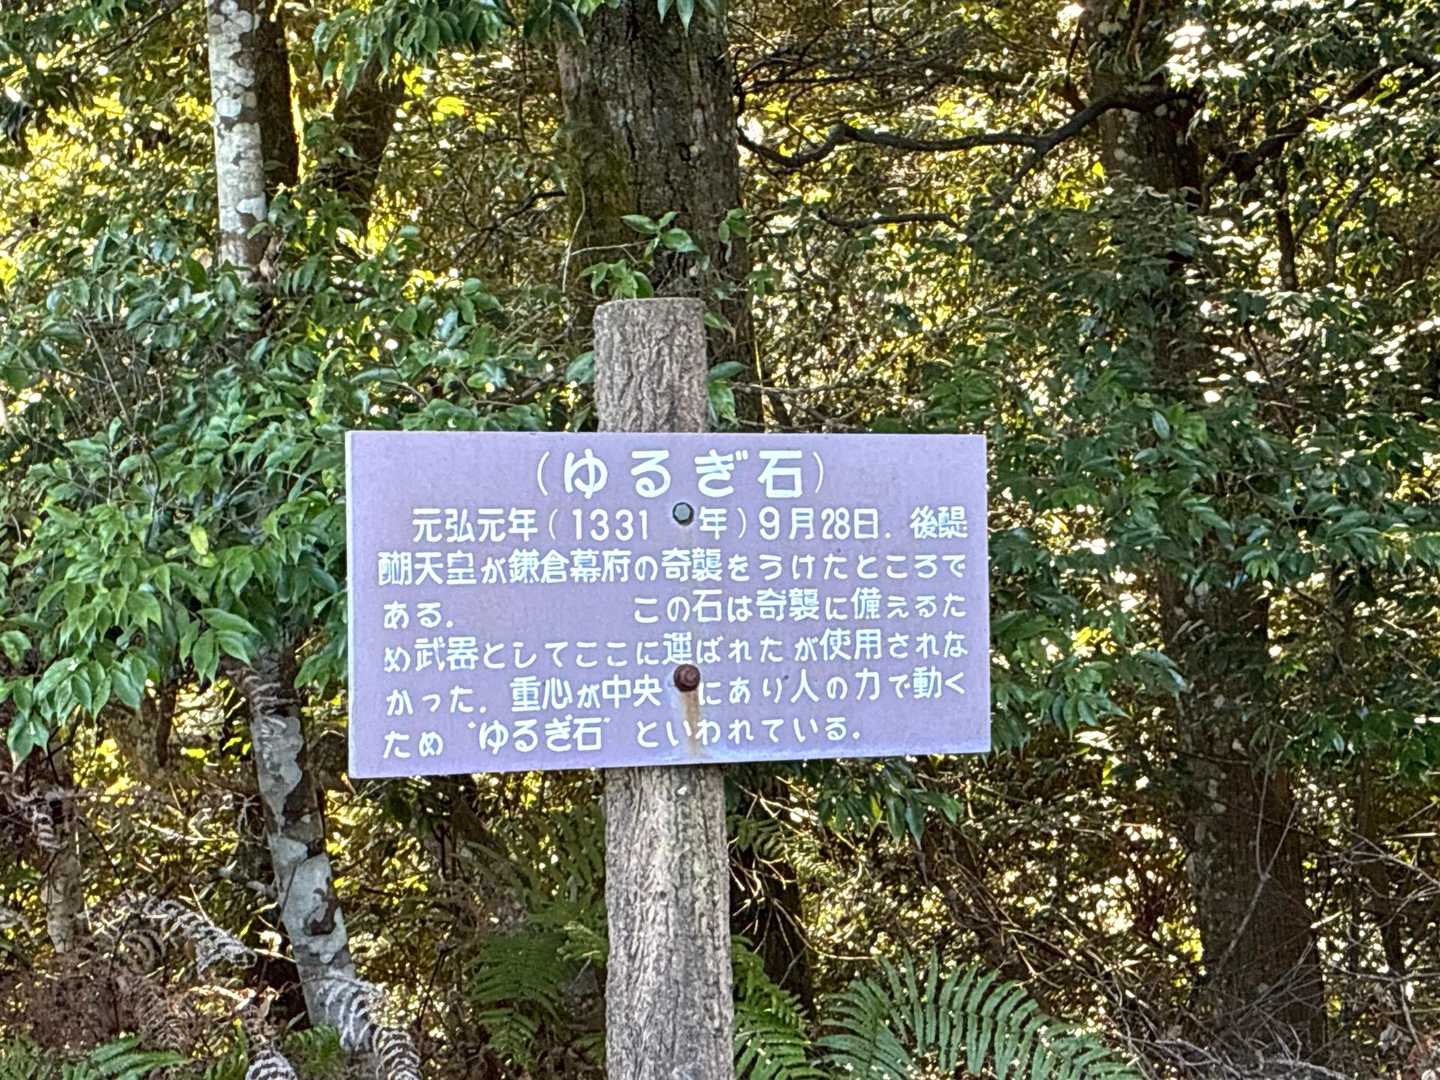 （ゆるぎ石）
元弘元年（1331年）9月28日．後醍
醐天皇が鎌倉幕府の奇襲をうけたところで
ある．　この石は奇襲に備えるた
め武器としてここに運ばれたが使用されな
かった．重心が中央にあり人の力で動く
ため“ゆるぎ石”といわれている．